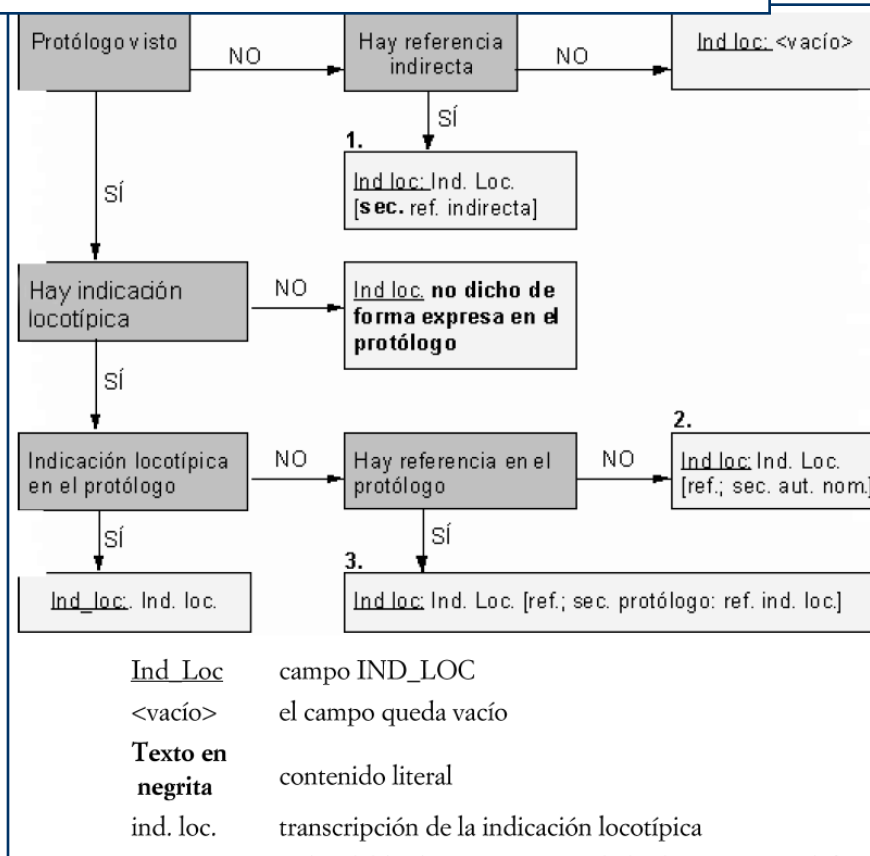 Protólogo visto
NO
Hay referencia
indirecta
NO
Ind loc: <vacío>
SÍ
SÍ
1.
Ind loc: Ind. Loc.
[sec. ref. indirecta]
Hay indicación
locotípica
NO
Ind loc. no dicho de
forma expresa en el
protólogo
SÍ
Indicación locotípica
en el protólogo
NO
Hay referencia en el
protólogo
NO
2.
Ind loc: Ind. Loc.
[ref.; sec. aut. nom.]
SÍ
SÍ
Ind_loc:. Ind. loc.
3.
Ind loc: Ind. Loc. [ref.; sec. protólogo: ref. ind. loc.]
Ind_Loc campo IND_LOC
<vacío> el campo queda vacío
Texto en
negrita contenido literal
ind. loc. transcripción de la indicación locotípica